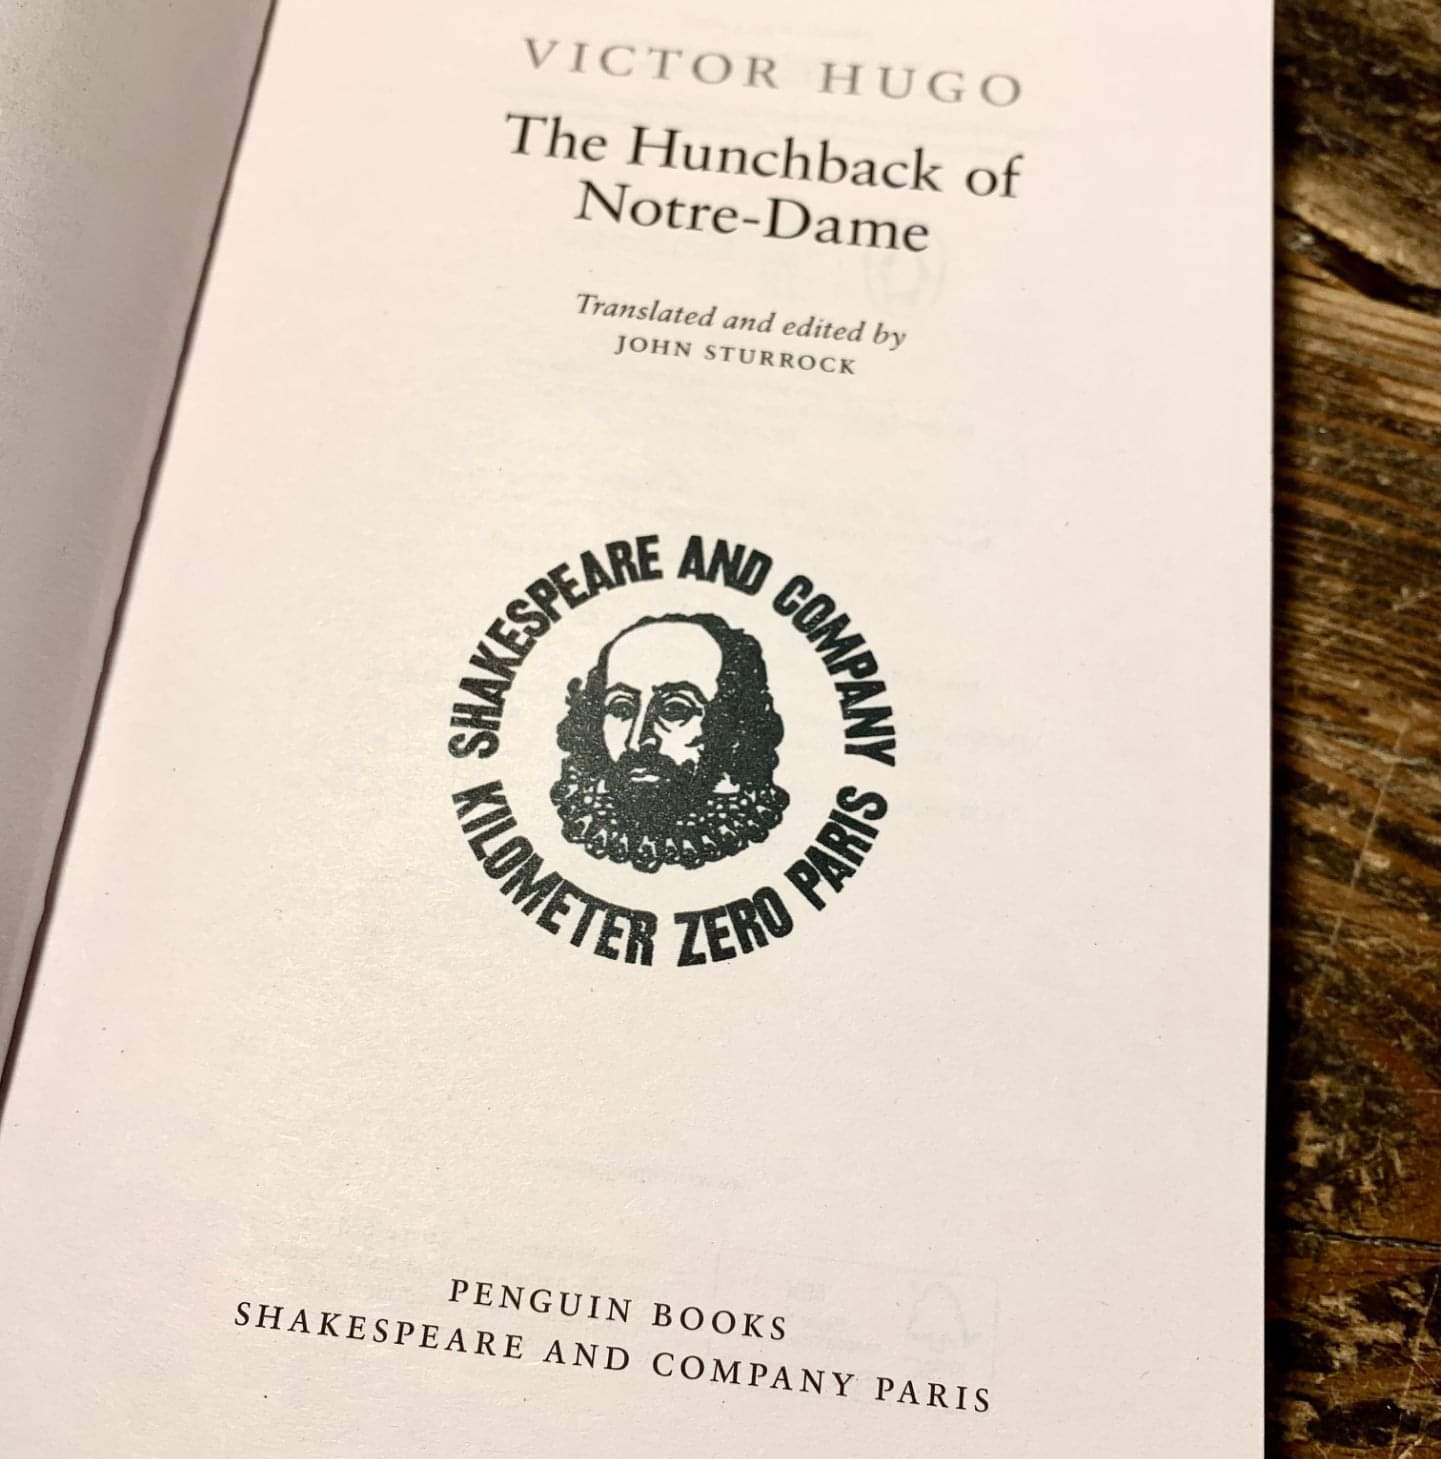 VICTOR HUGO
The Hunchback of
Notre-Dame
Translated and edited by
JOHN STURROCK
SHAKESPEARE AND COMPANY
KILOMETER ZERO PARIS
PENGUIN BOOKS
SHAKESPEARE AND COMPANY PARIS